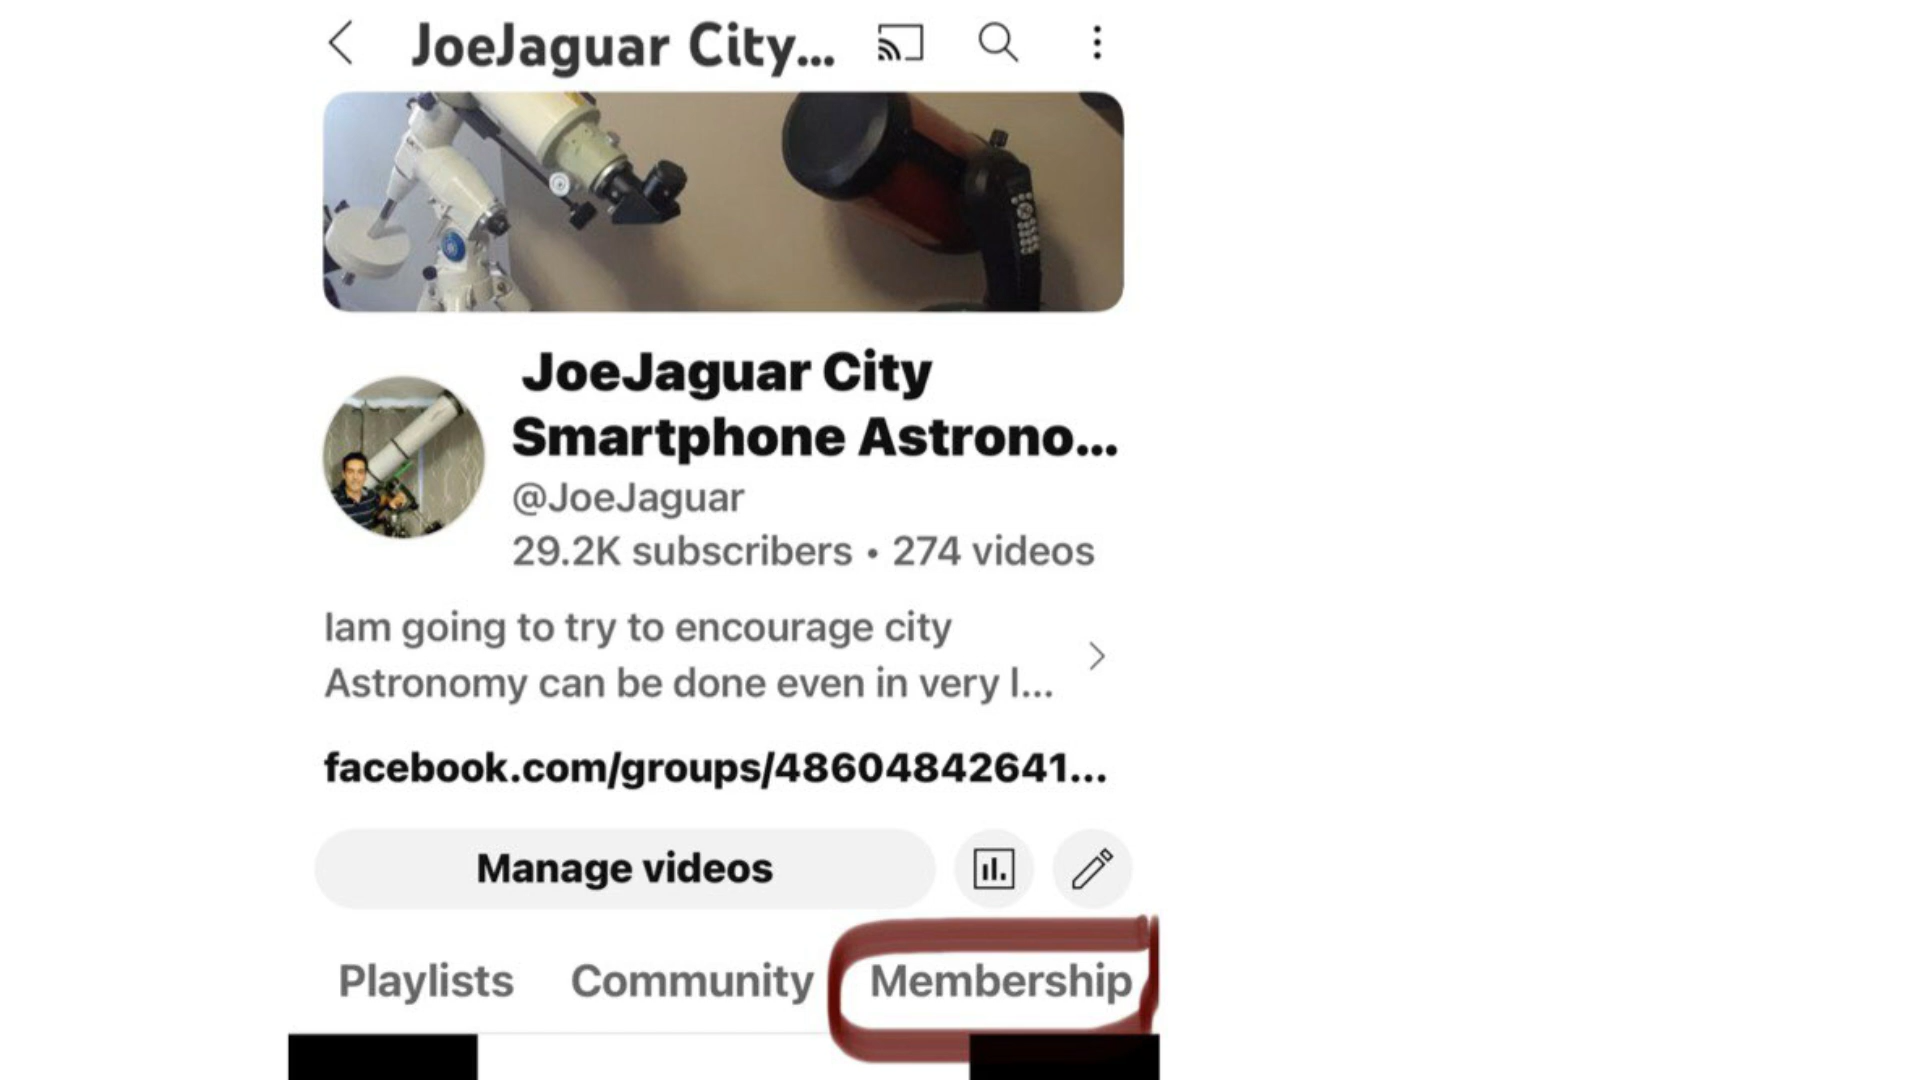 JoeJaguar City...
JoeJaguar City
Smartphone Astrono...
@JoeJaguar
29.2K subscribers • 274 videos
Iam going to try to encourage city
Astronomy can be done even in very l...
facebook.com/groups/48604842641...
Manage videos
Playlists Community Membership